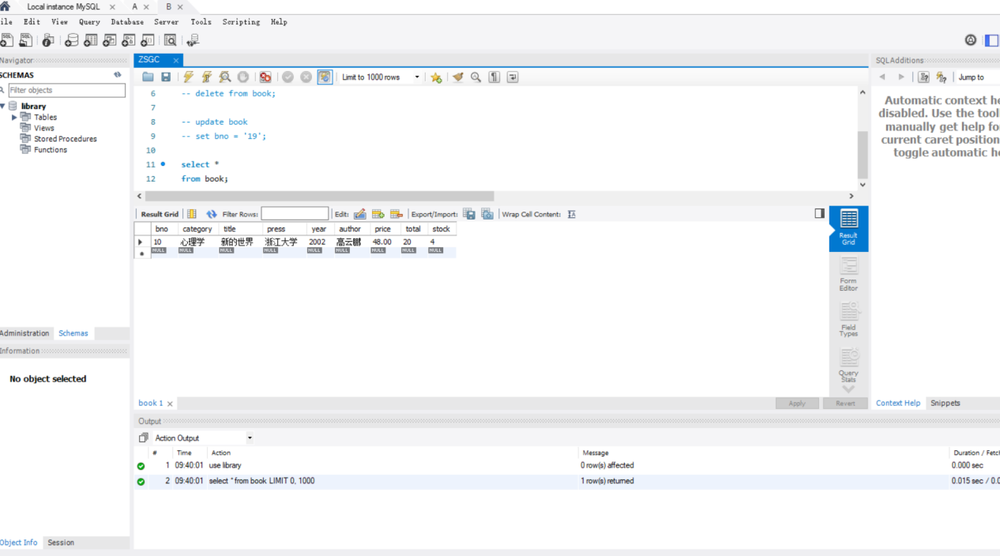 Local instance MySQL × A × B ×
ile Edit View Query Database Server Tools Scripting Help
Navigator
SCHEMAS
Filter objects
library
Tables
Views
Stored Procedures
Functions
Administration Schemas
Information
No object selected
Object Info Session
ZSGC ×
Limit to 1000 rows
6 -- delete from book;
7
8 -- update book
9 -- set bno = '19';
10
11 select *
12 from book;
Result Grid Filter Rows: Edit: Export/Import: Wrap Cell Content:
bno category title press year author price total stock
10 心理学 新的世界 浙江大学 2002 高云鹏 48.00 20 4
NULL NULL NULL NULL NULL NULL NULL NULL NULL
Result
Grid
Form
Editor
Field
Types
Query
Stats
book 1 × Apply Revert
Output
Action Output
# Time Action Message Duration / Fetc
1 09:40:01 use library 0 row(s) affected 0.000 sec
2 09:40:01 select * from book LIMIT 0, 1000 1 row(s) returned 0.015 sec / 0.0
SQLAdditions
Jump to
Automatic context he
disabled. Use the tool
manually get help fo
current caret position
toggle automatic he
Context Help Snippets